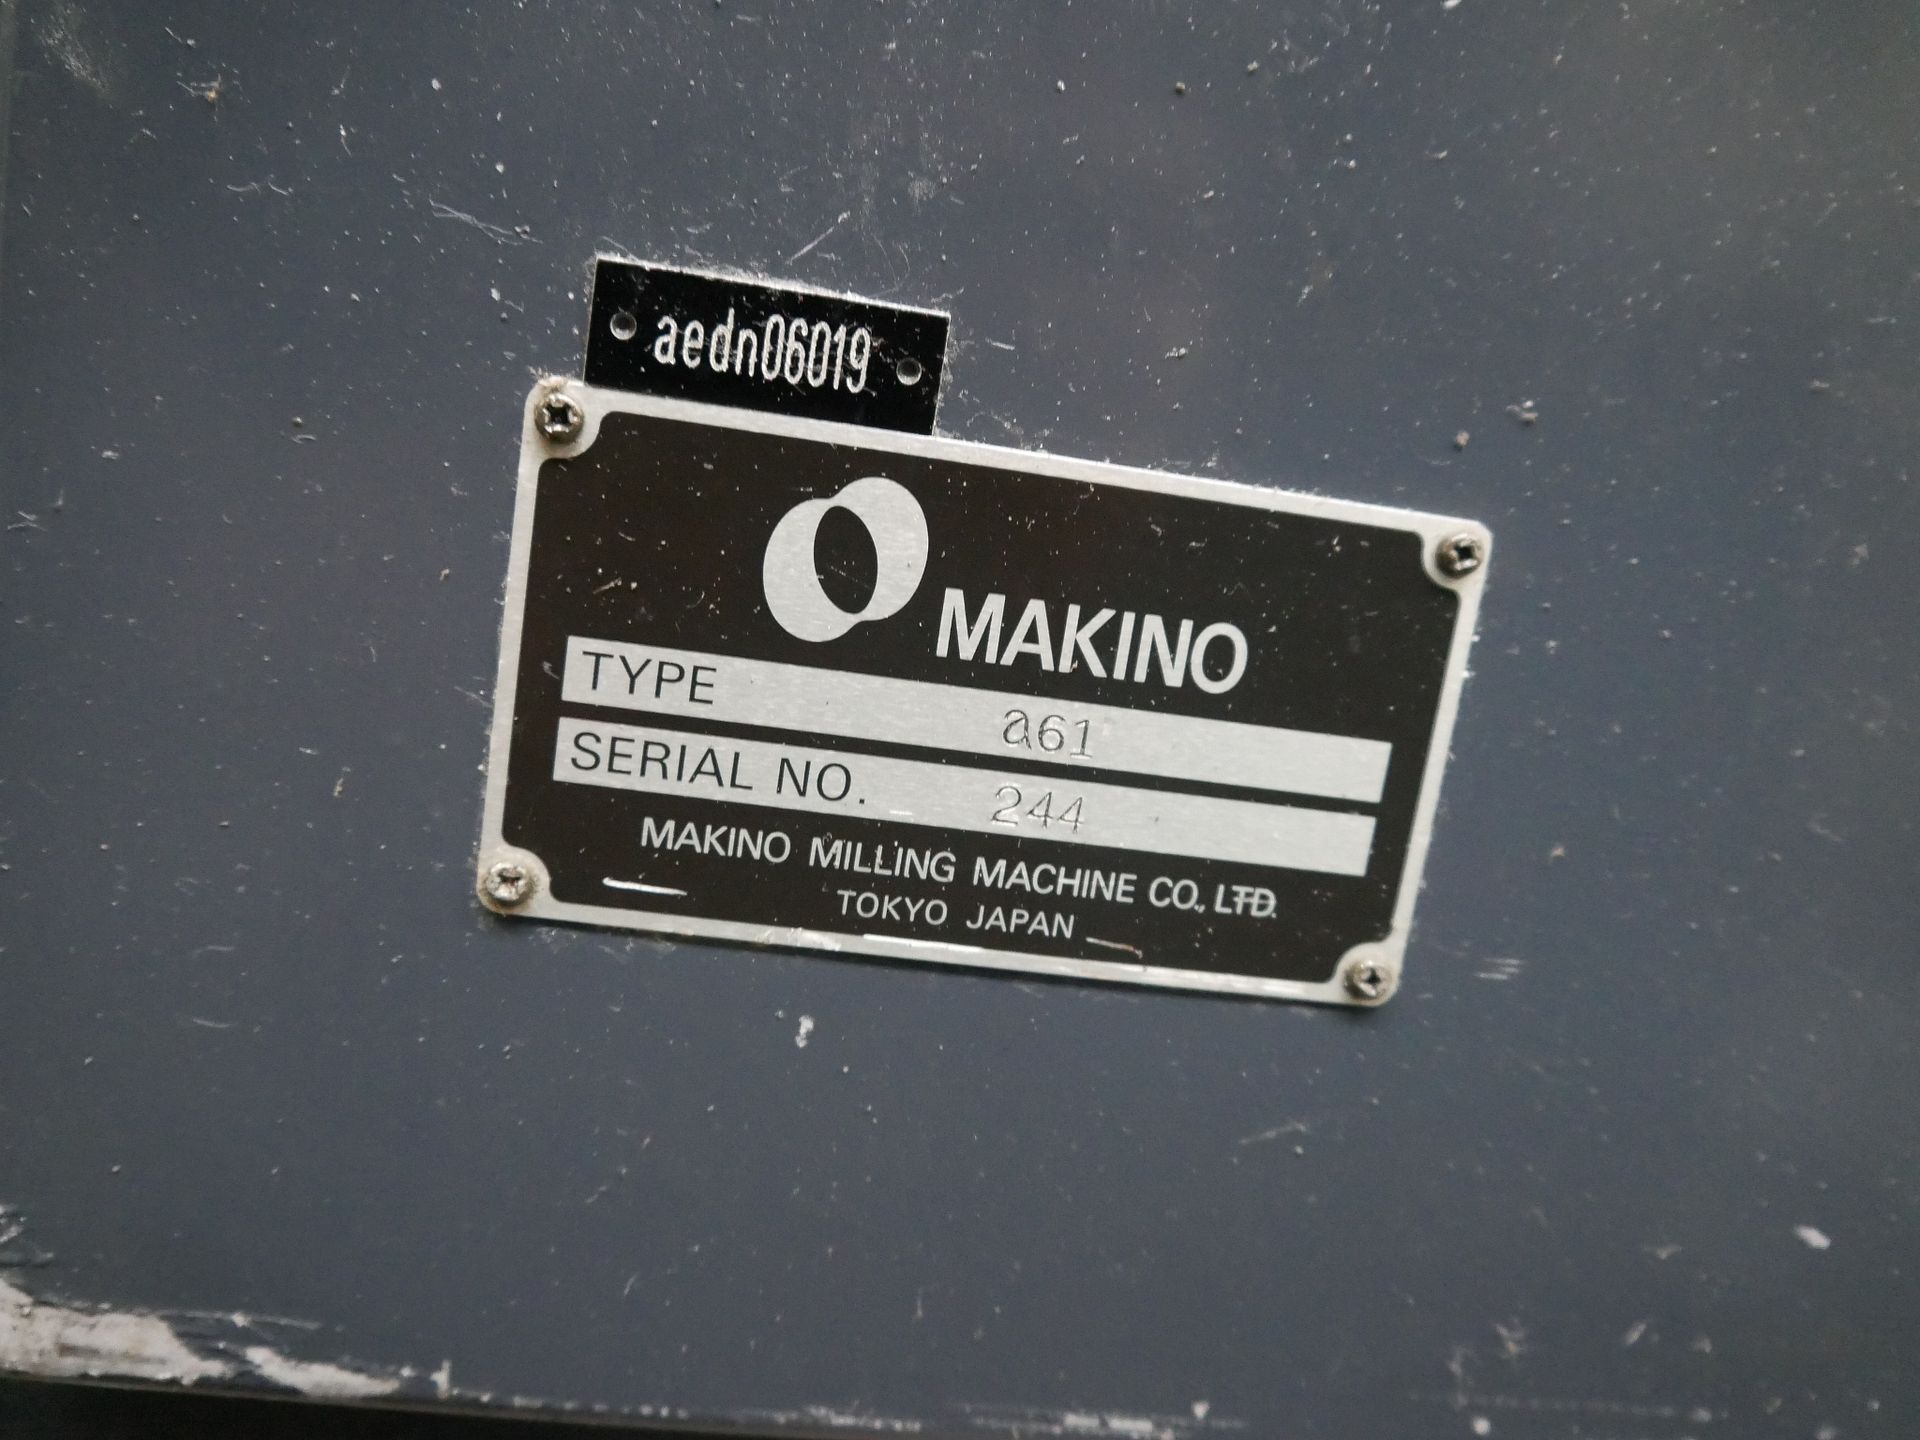 aedn06019
MAKINO
TYPE a61
SERIAL NO. 244
MAKINO MILLING MACHINE CO., LTD.
TOKYO JAPAN